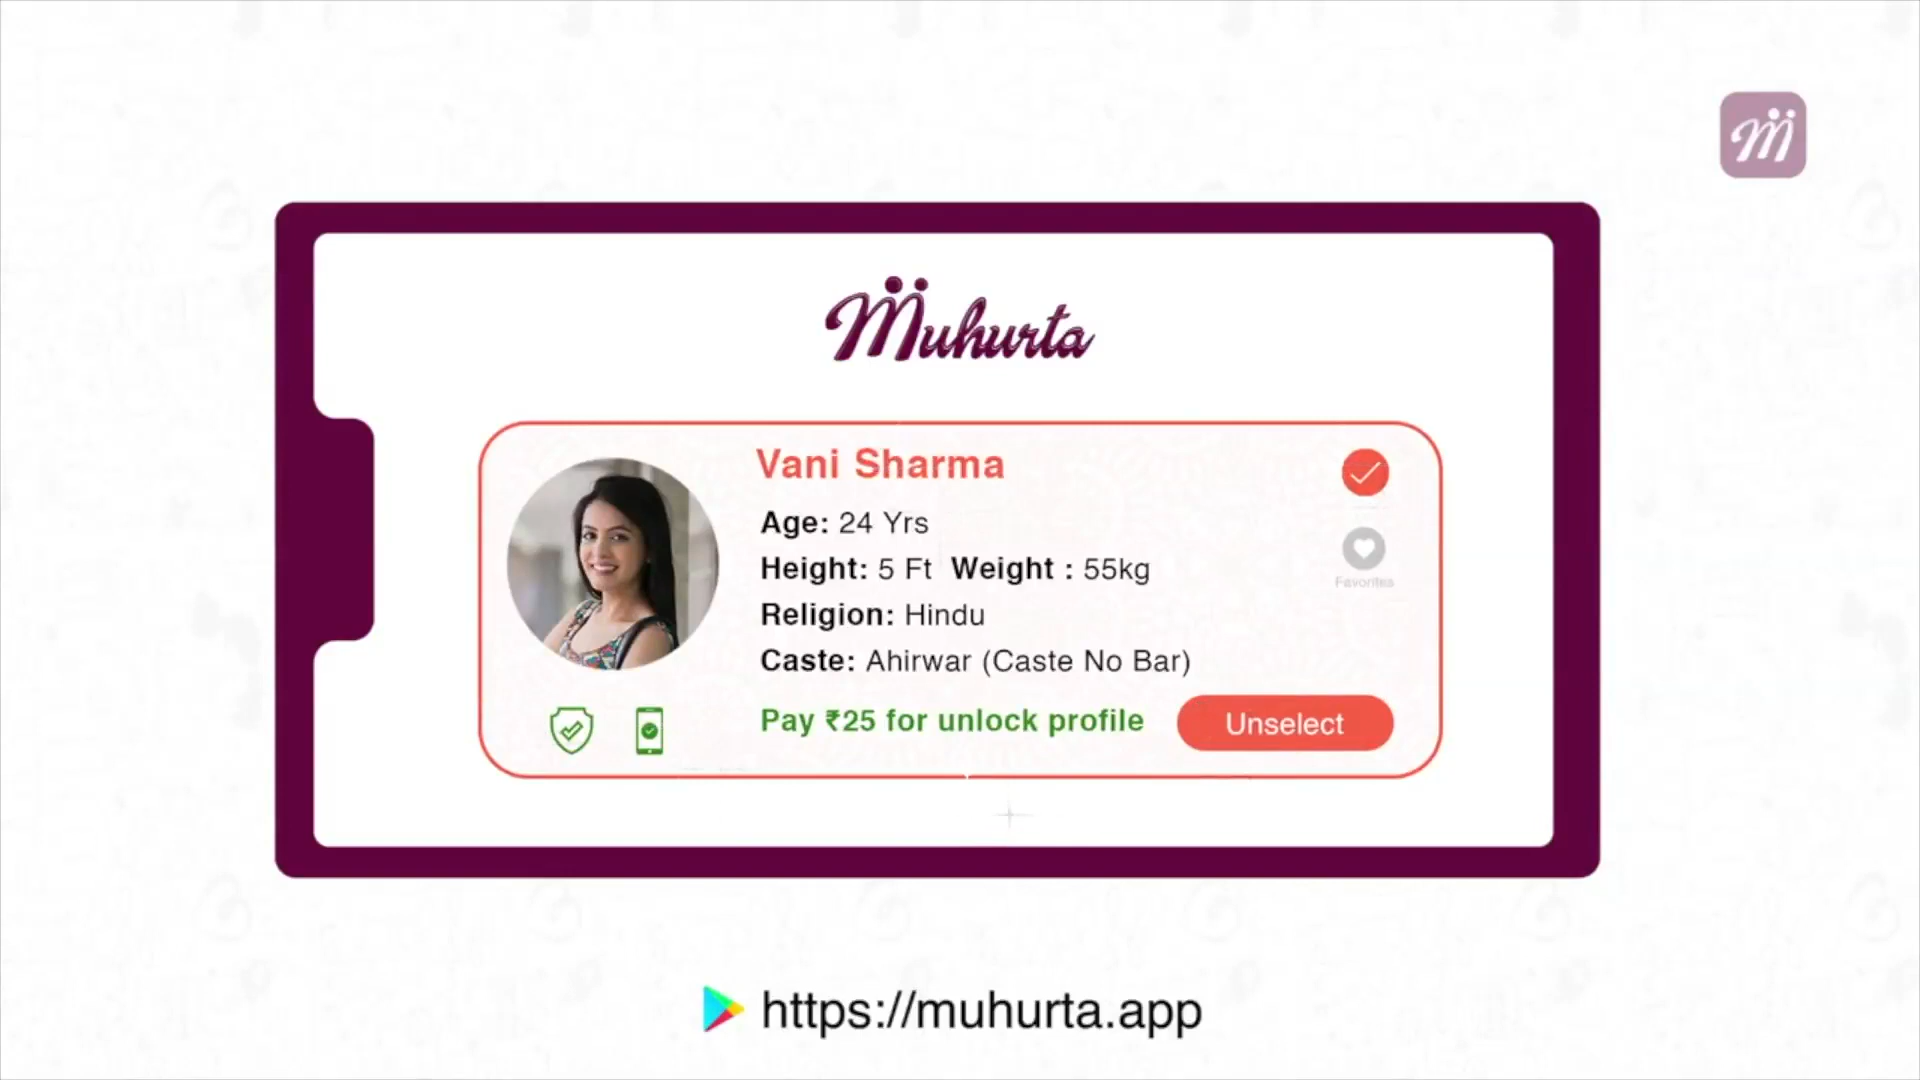 Muhurta
Vani Sharma
Age: 24 Yrs
Height: 5 Ft Weight : 55kg
Favorites
Religion: Hindu
Caste: Ahirwar (Caste No Bar)
Pay ₹25 for unlock profile
Unselect
https://muhurta.app